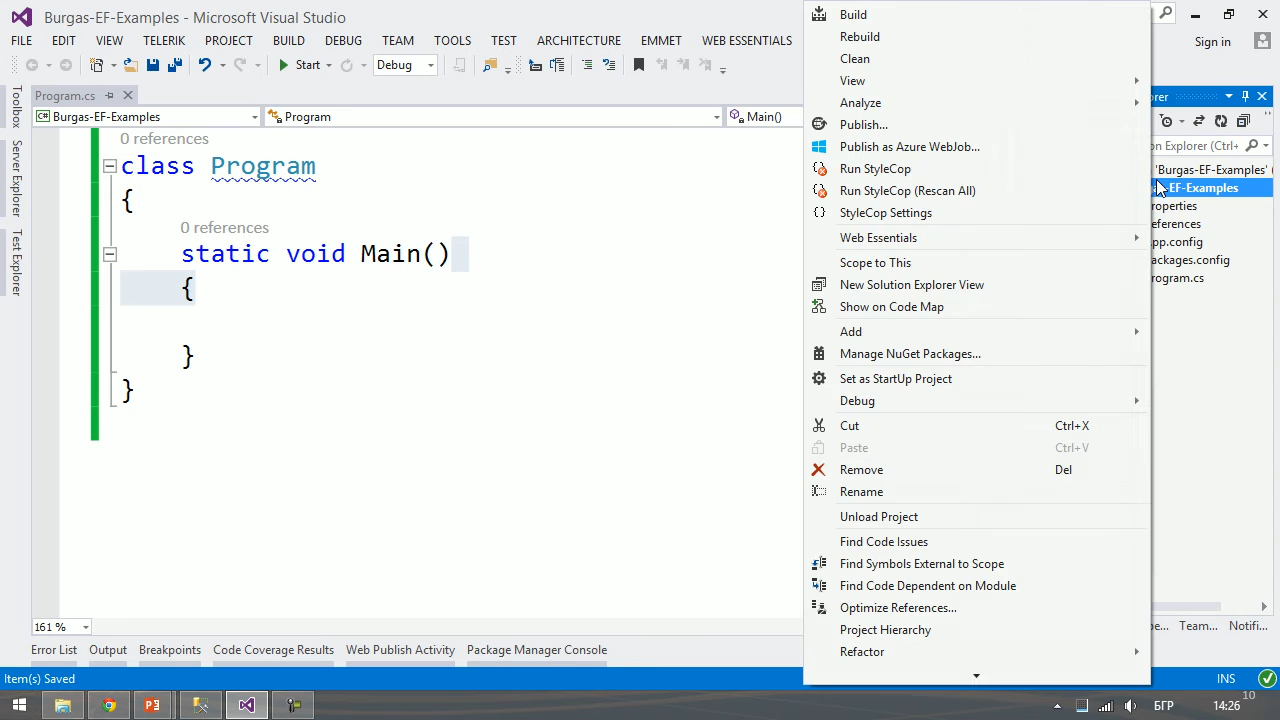 Burgas-EF-Examples - Microsoft Visual Studio
FILE EDIT VIEW TELERIK PROJECT BUILD DEBUG TEAM TOOLS TEST ARCHITECTURE EMMET WEB ESSENTIALS
Sign in
Start Debug
Program.cs
Burgas-EF-Examples Program Main()
Toolbox
Server Explorer
Test Explorer
0 references
class Program
{
0 references
static void Main()
{
}
}
161 %
Error List Output Breakpoints Code Coverage Results Web Publish Activity Package Manager Console
Item(s) Saved
INS
Build
Rebuild
Clean
View
Analyze
Publish...
Publish as Azure WebJob...
Run StyleCop
Run StyleCop (Rescan All)
StyleCop Settings
Web Essentials
Scope to This
New Solution Explorer View
Show on Code Map
Add
Manage NuGet Packages...
Set as StartUp Project
Debug
Cut Ctrl+X
Paste Ctrl+V
Remove Del
Rename
Unload Project
Find Code Issues
Find Symbols External to Scope
Find Code Dependent on Module
Optimize References...
Project Hierarchy
Refactor
orer
on Explorer (Ctrl+
'Burgas-EF-Examples' (
-EF-Examples
roperties
eferences
pp.config
ackages.config
rogram.cs
pe... Team... Notifi...
БГР
14:26
10